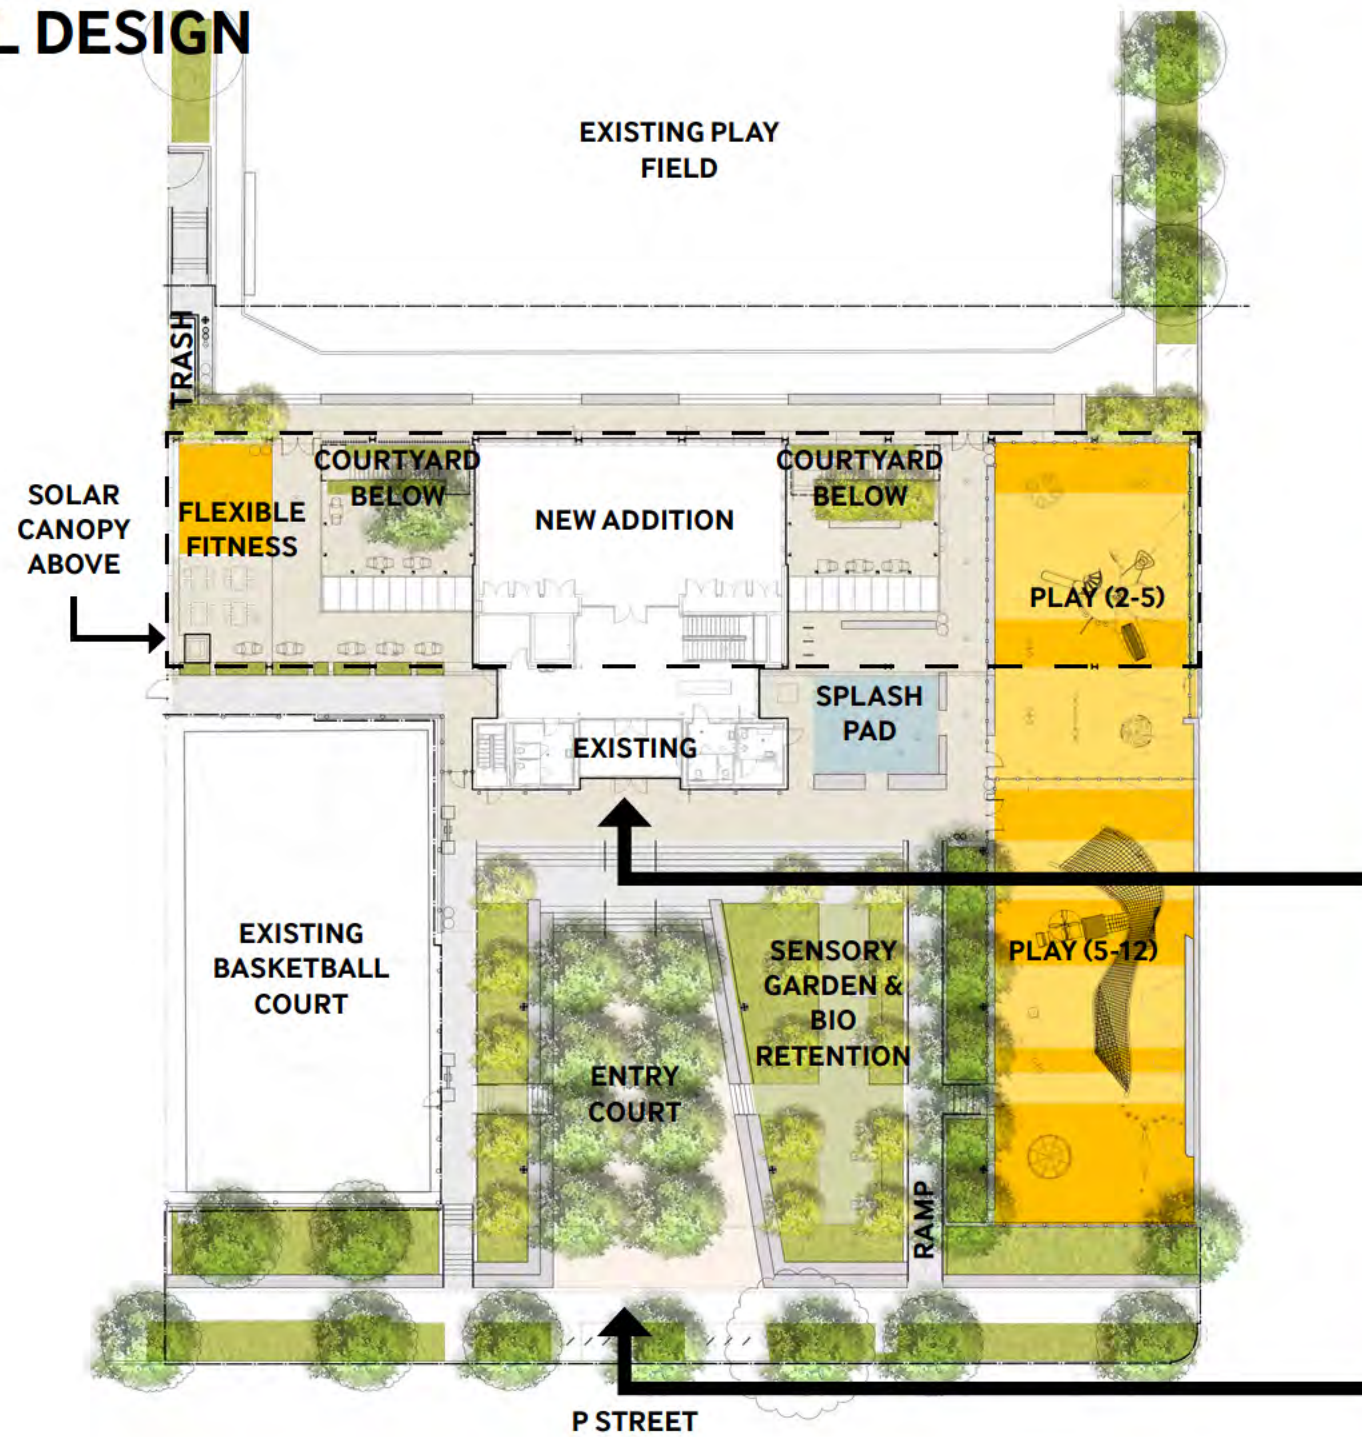 L DESIGN
EXISTING PLAY
FIELD
TRASH
SOLAR
CANOPY
ABOVE
FLEXIBLE
FITNESS
COURTYARD
BELOW
NEW ADDITION
COURTYARD
BELOW
PLAY (2-5)
SPLASH
PAD
EXISTING
EXISTING
BASKETBALL
COURT
SENSORY
GARDEN &
BIO
RETENTION
PLAY (5-12)
ENTRY
COURT
RAMP
P STREET